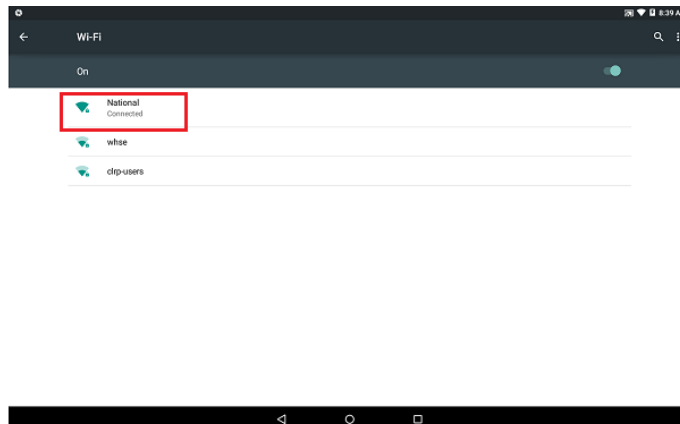 8:39 A
Wi-Fi
On
National
Connected
whse
clrp-users